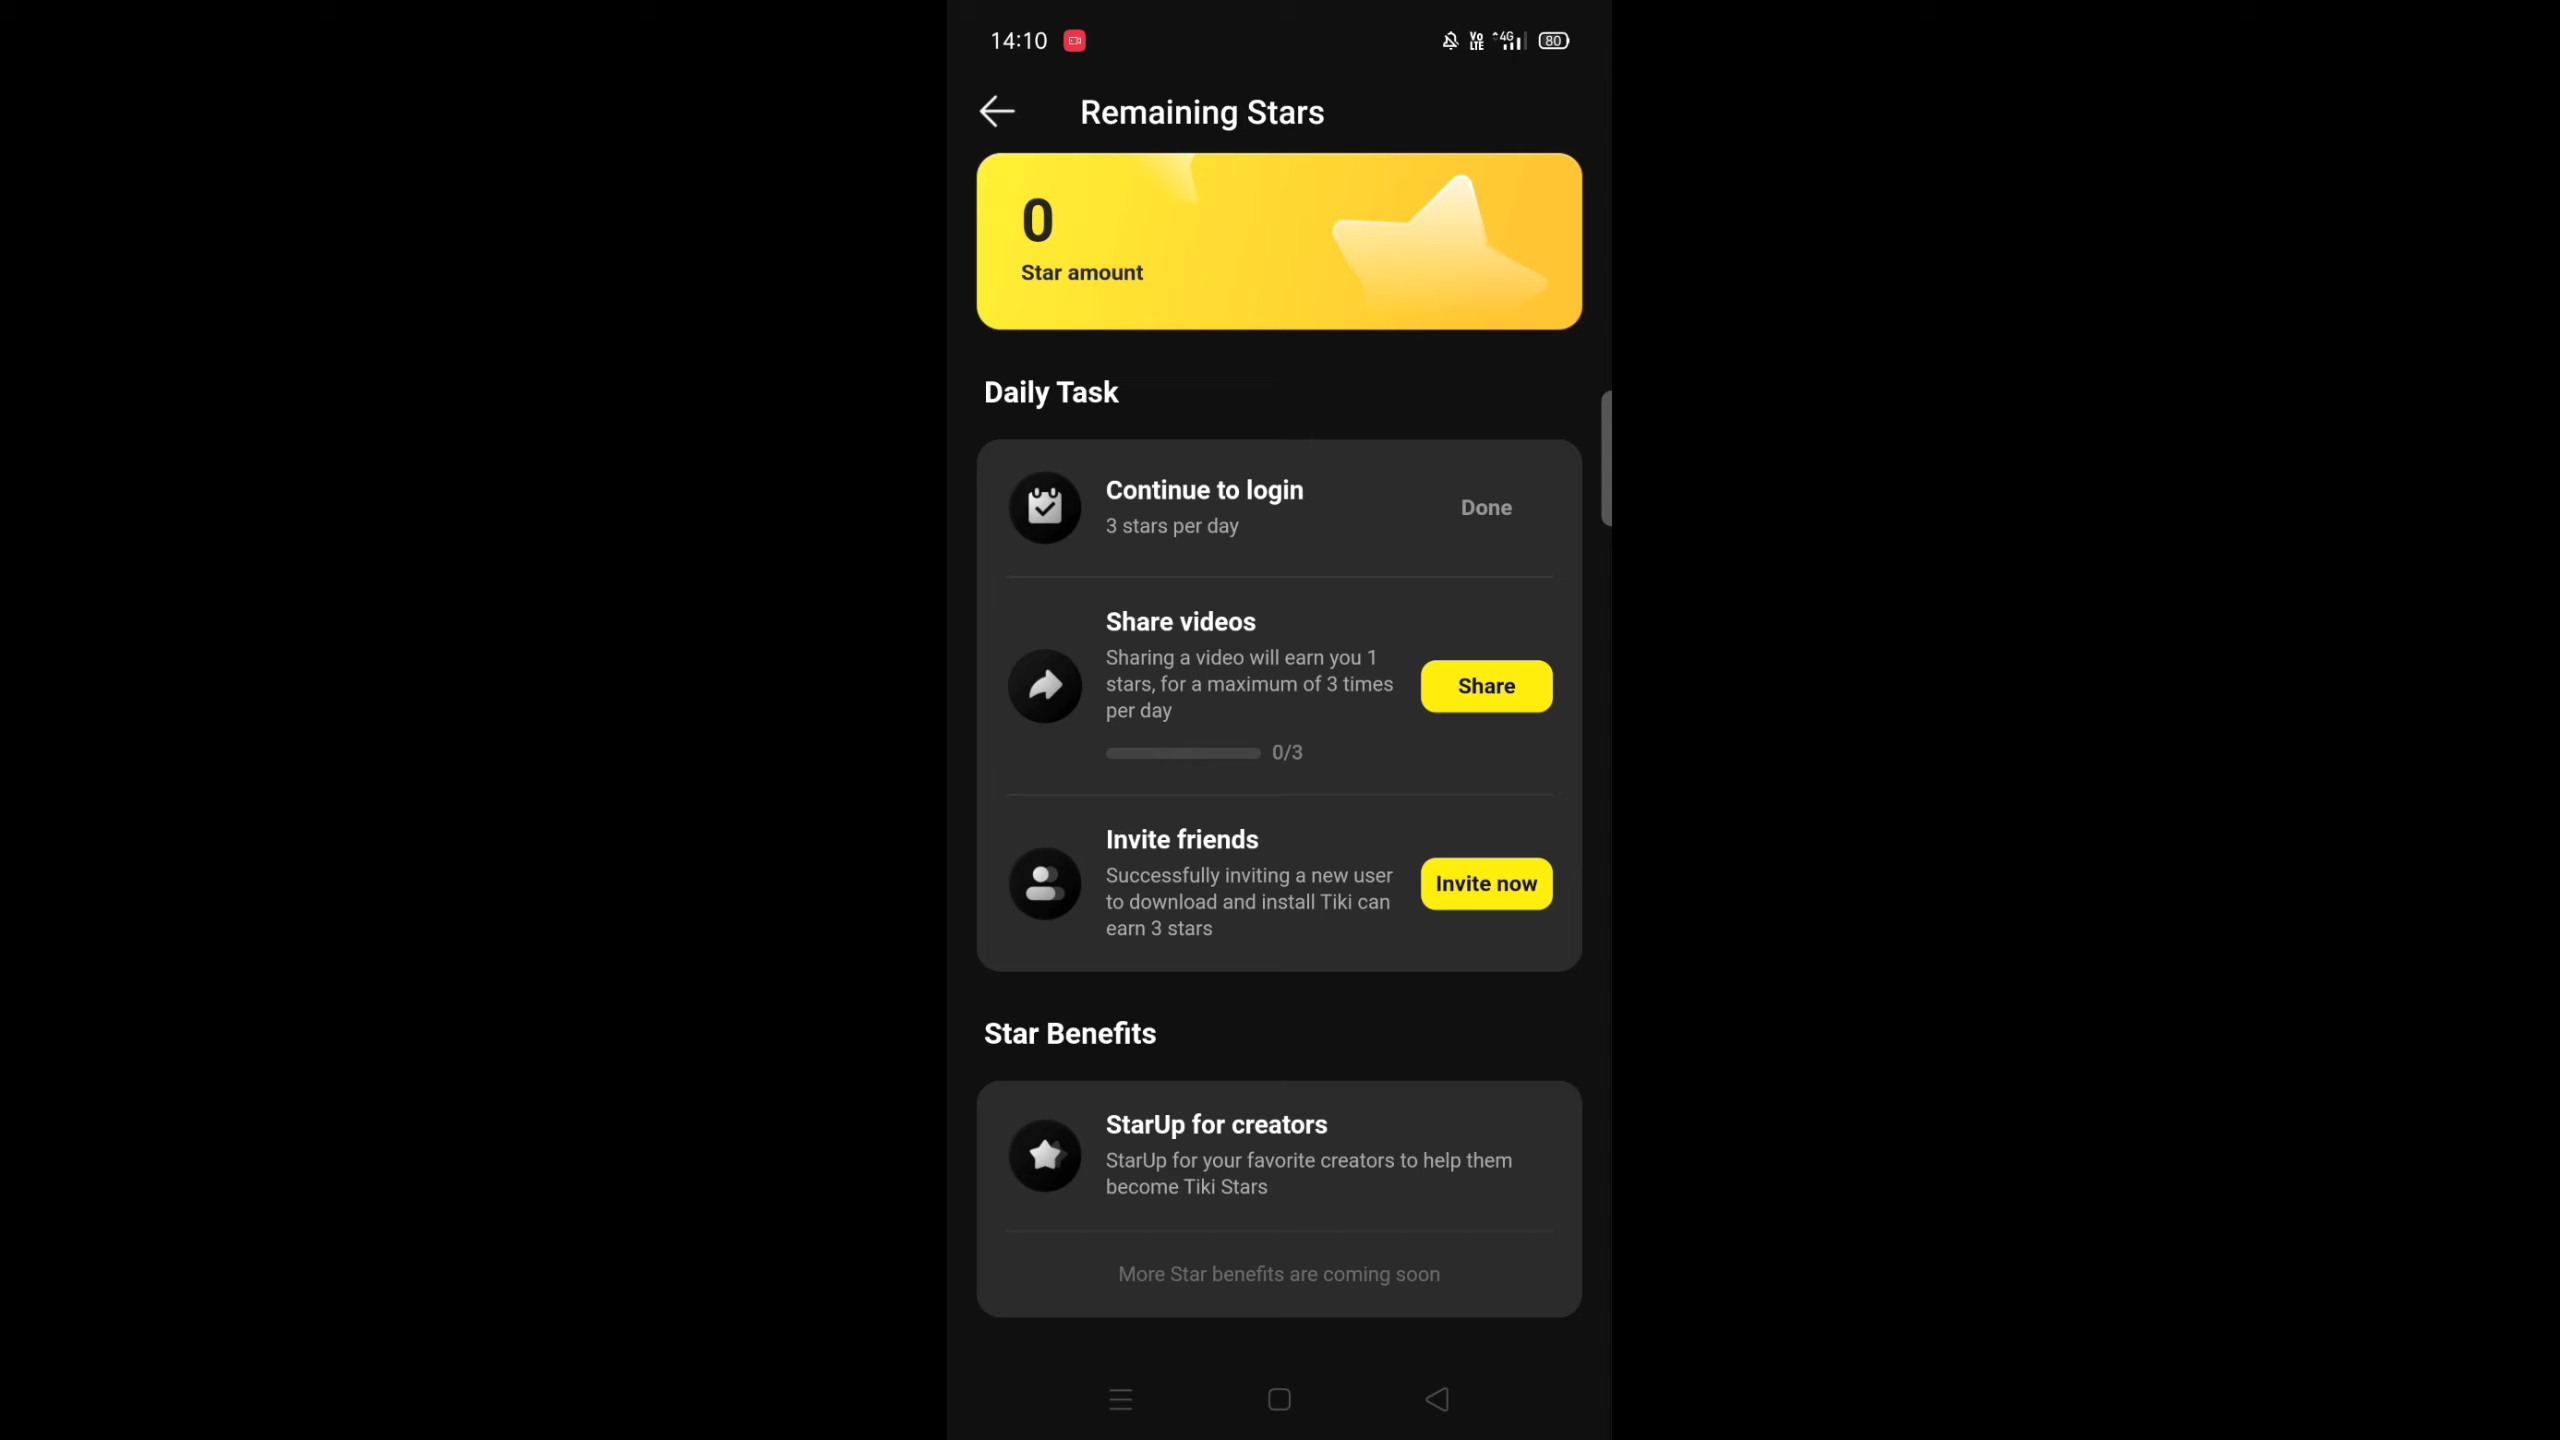 14:10
Vo LTE 4G 80
Remaining Stars
0
Star amount
Daily Task
Continue to login
3 stars per day
Done
Share videos
Sharing a video will earn you 1
stars, for a maximum of 3 times
per day
Share
0/3
Invite friends
Successfully inviting a new user
to download and install Tiki can
earn 3 stars
Invite now
Star Benefits
StarUp for creators
StarUp for your favorite creators to help them
become Tiki Stars
More Star benefits are coming soon